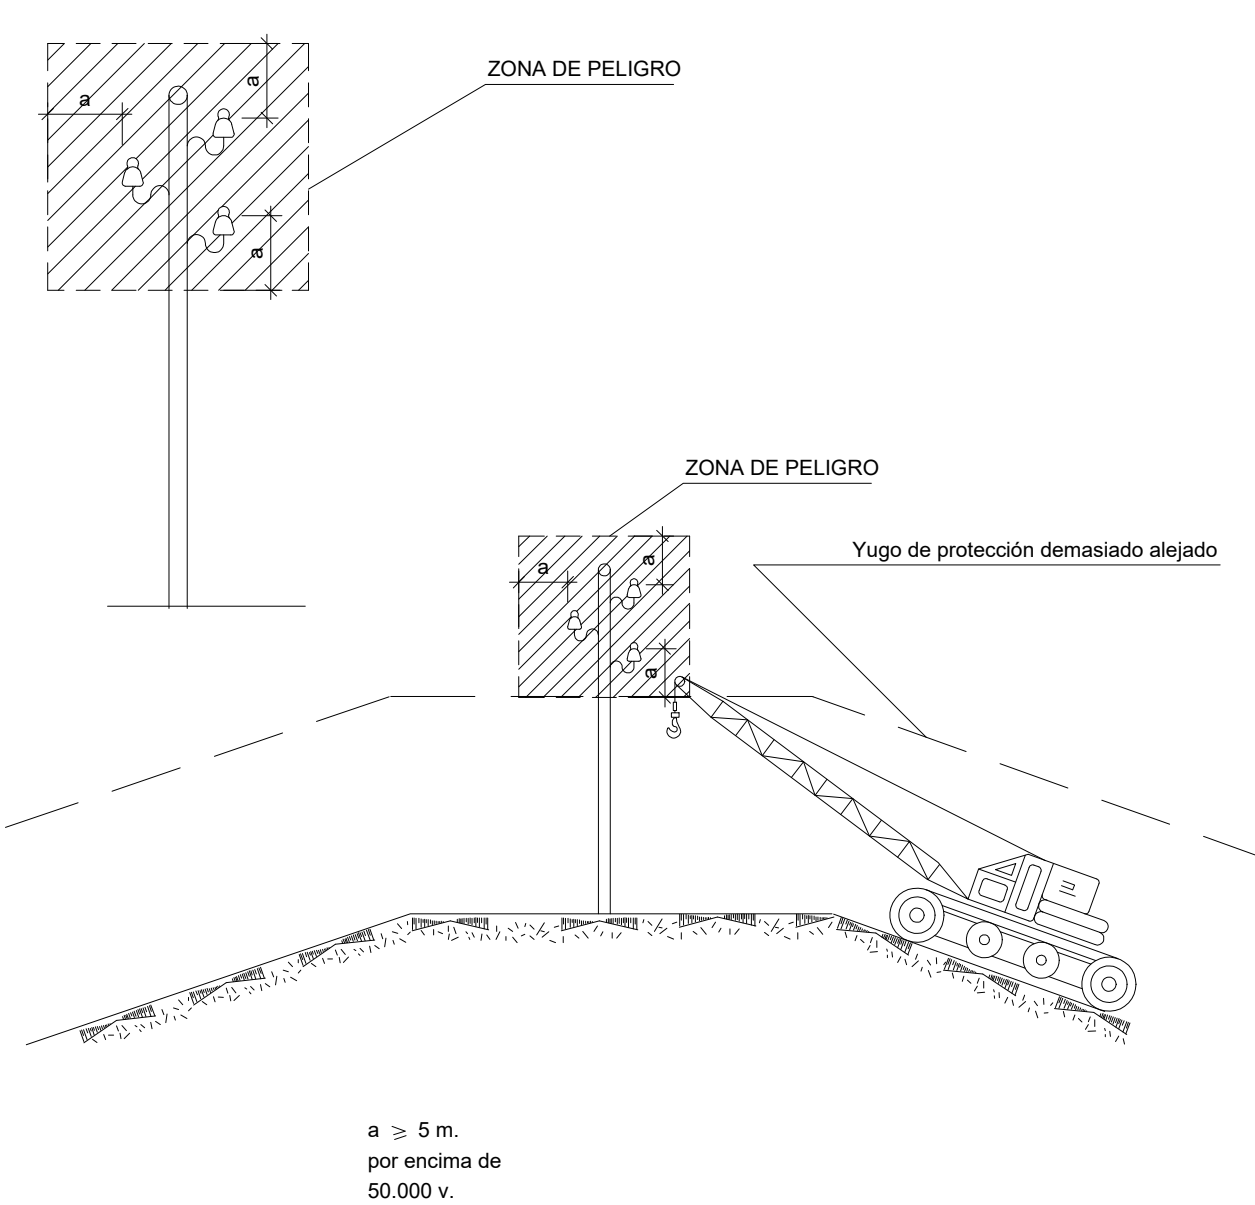 ZONA DE PELIGRO
a
a
a
ZONA DE PELIGRO
Yugo de protección demasiado alejado
a
a
a
a ≥ 5 m.
por encima de
50.000 v.